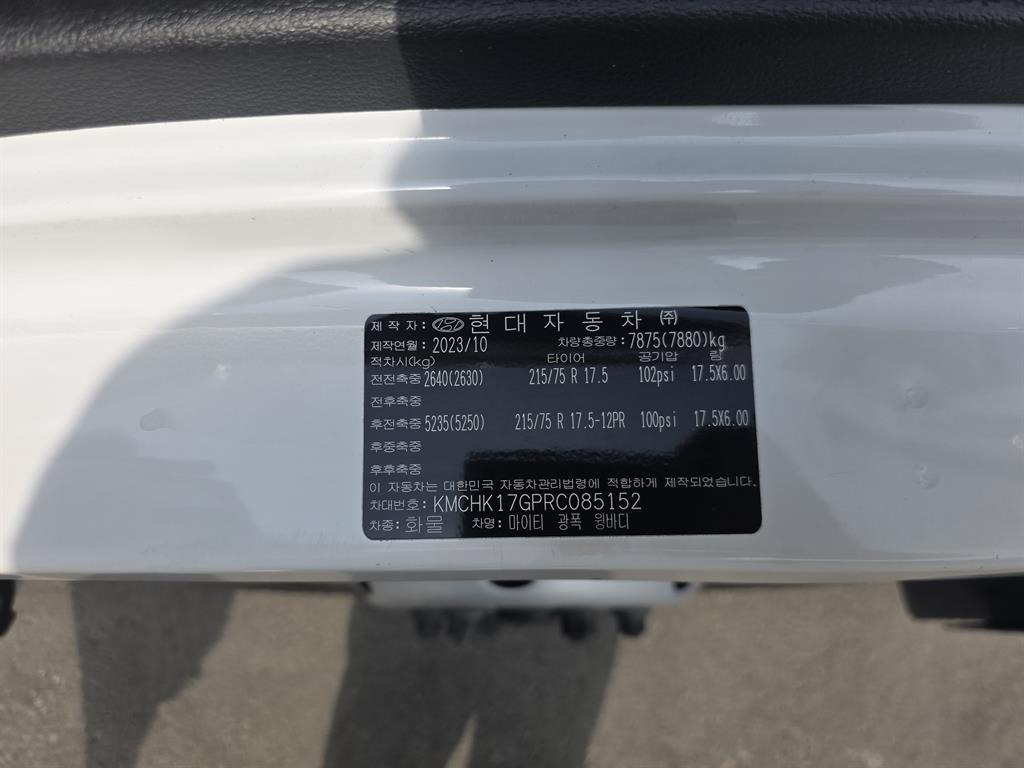 제 작 자 : 현 대 자 동 차 ㈜
제작연월 : 2023/10 차량총중량 : 7875(7880)kg
적차시(kg) 타이어 공기압 림
전전축중 2640(2630) 215/75 R 17.5 102psi 17.5X6.00
전후축중
후전축중 5235(5250) 215/75 R 17.5-12PR 100psi 17.5X6.00
후중축중
후후축중
이 자동차는 대한민국 자동차관리법령에 적합하게 제작되었습니다.
차대번호 : KMCHK17GPRC085152
차종 : 화물 차명 : 마이티 광폭 윙바디